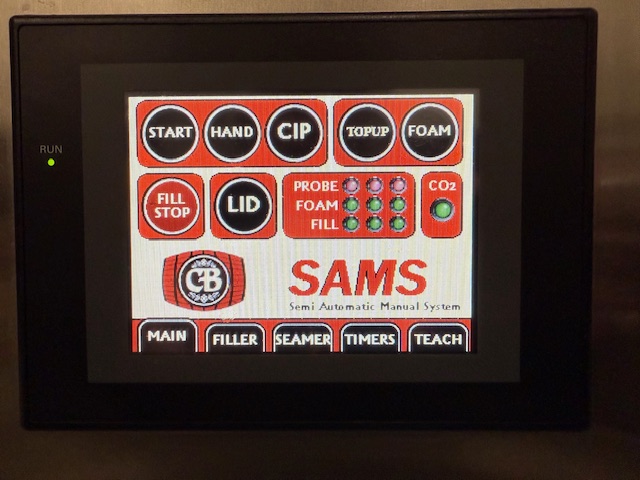 RUN
START HAND CIP TOPUP FOAM
FILL STOP
LID
PROBE
FOAM
FILL
CO2
CB
SAMS
Semi Automatic Manual System
MAIN FILLER SEAMER TIMERS TEACH